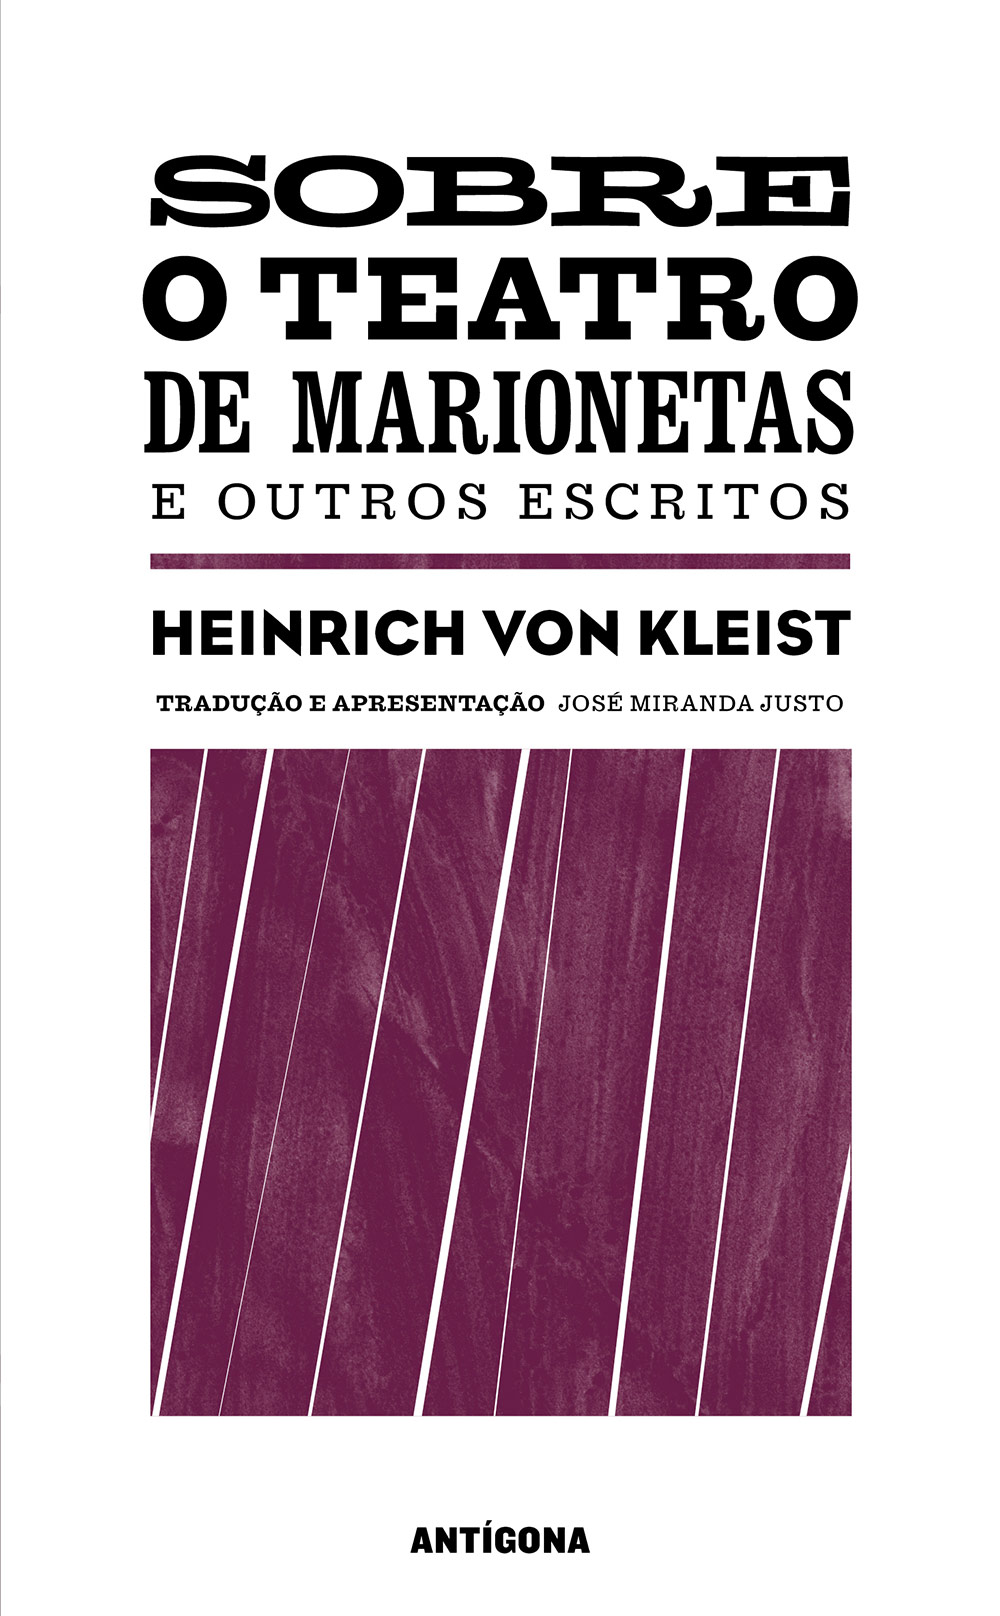 SOBRE
O TEATRO
DE MARIONETAS
E OUTROS ESCRITOS
HEINRICH VON KLEIST
TRADUÇÃO E APRESENTAÇÃO JOSÉ MIRANDA JUSTO
ANTÍGONA